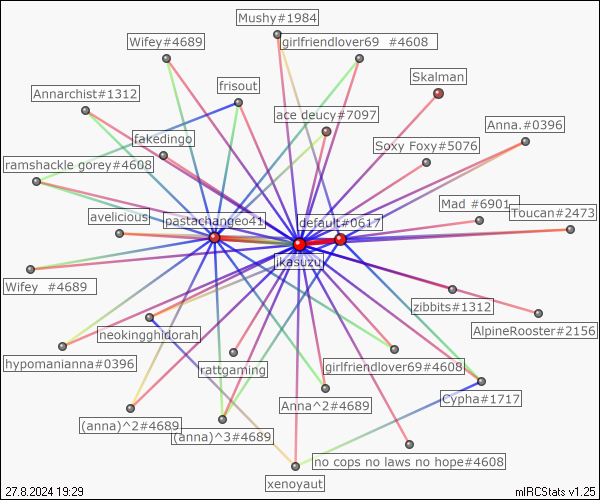 Mushy#1984
Wifey#4689
girlfriendlover69  #4608
Skalman
frisout
Annarchist#1312
ace deucy#7097
Anna.#0396
fakedingo
Soxy Foxy#5076
ramshackle gorey#4608
Mad #6901
Toucan#2473
avelicious
pastachangeo41
default#0617
jkasuzu
Wifey  #4689
zibbits#1312
AlpineRooster#2156
neokingghidorah
hypomanianna#0396
rattgaming
girlfriendlover69#4608
Cypha#1717
Anna^2#4689
(anna)^2#4689
(anna)^3#4689
no cops no laws no hope#4608
xenoyaut
27.8.2024 19:29
mIRCStats v1.25